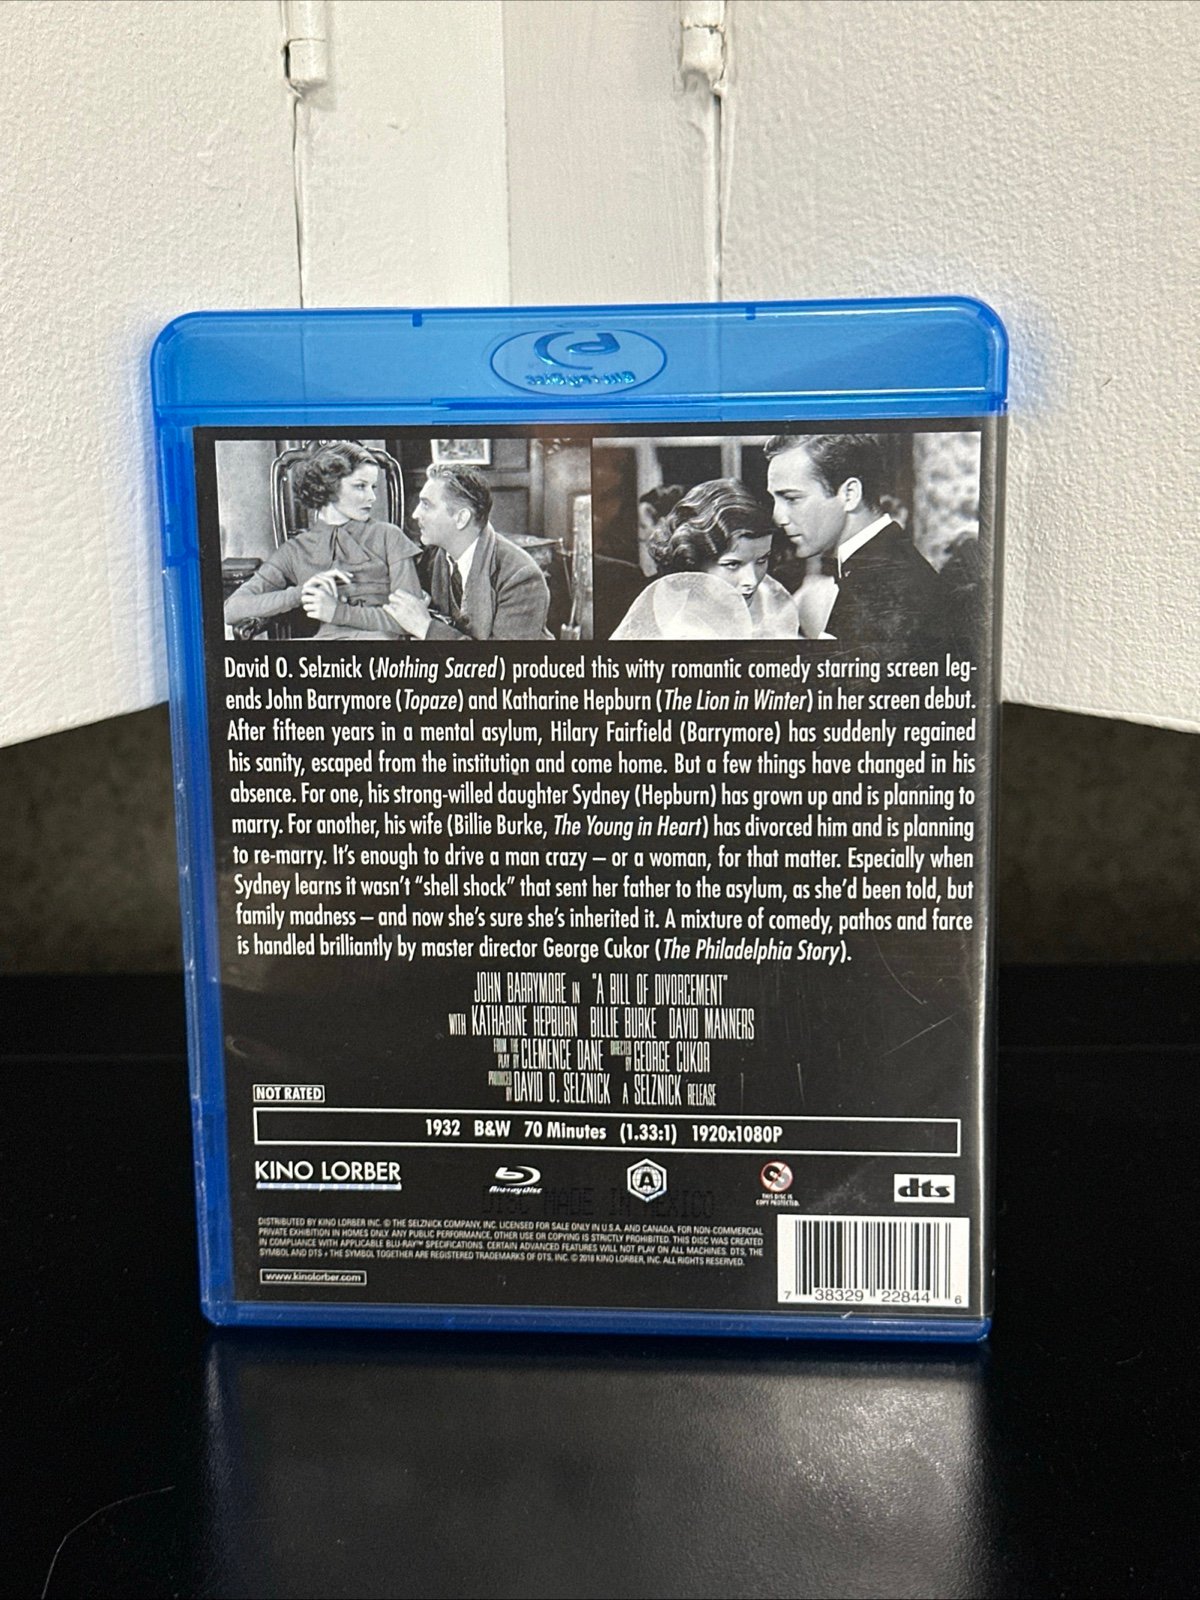 David O. Selznick (Nothing Sacred) produced this witty romantic comedy starring screen leg-
ends John Barrymore (Topaze) and Katharine Hepburn (The Lion in Winter) in her screen debut.
After fifteen years in a mental asylum, Hilary Fairfield (Barrymore) has suddenly regained
his sanity, escaped from the institution and come home. But a few things have changed in his
absence. For one, his strong-willed daughter Sydney (Hepburn) has grown up and is planning to
marry. For another, his wife (Billie Burke, The Young in Heart) has divorced him and is planning
to re-marry. It's enough to drive a man crazy – or a woman, for that matter. Especially when
Sydney learns it wasn't "shell shock" that sent her father to the asylum, as she'd been told, but
family madness – and now she's sure she's inherited it. A mixture of comedy, pathos and farce
is handled brilliantly by master director George Cukor (The Philadelphia Story).
JOHN BARRYMORE IN "A BILL OF DIVORCEMENT"
WITH KATHARINE HEPBURN BILLIE BURKE DAVID MANNERS
FROM THE PLAY BY CLEMENCE DANE DIRECTED BY GEORGE CUKOR
PRODUCED BY DAVID O. SELZNICK A SELZNICK RELEASE
NOT RATED
1932 B&W 70 Minutes (1.33:1) 1920x1080P
KINO LORBER
Blu-ray Disc
A
THIS DISC IS
COPY PROTECTED.
dts
DISC MADE IN MEXICO
DISTRIBUTED BY KINO LORBER INC. © THE SELZNICK COMPANY, INC. LICENSED FOR SALE ONLY IN U.S.A. AND CANADA. FOR NON-COMMERCIAL
PRIVATE EXHIBITION IN HOMES ONLY. ANY PUBLIC PERFORMANCE, OTHER USE OR COPYING IS STRICTLY PROHIBITED. THIS DISC WAS CREATED
IN COMPLIANCE WITH APPLICABLE BLU-RAY™ SPECIFICATIONS. CERTAIN ADVANCED FEATURES WILL NOT PLAY ON ALL MACHINES. DTS, THE
SYMBOL AND DTS + THE SYMBOL TOGETHER ARE REGISTERED TRADEMARKS OF DTS, INC. © 2018 KINO LORBER, INC. ALL RIGHTS RESERVED.
www.kinolorber.com
7 38329 22844 6